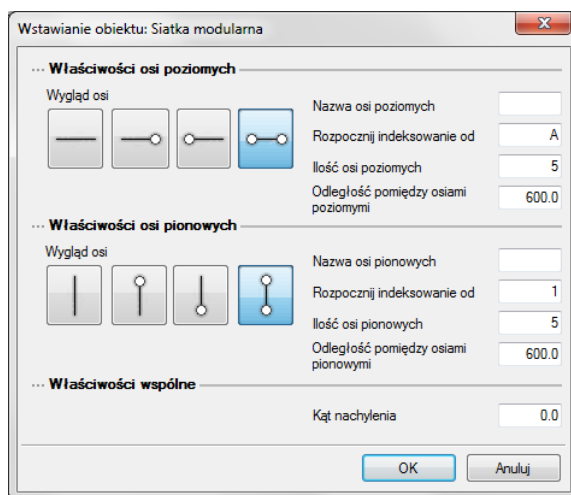 Wstawianie obiektu: Siatka modularna
Właściwości osi poziomych
Wygląd osi
Nazwa osi poziomych
Rozpocznij indeksowanie od A
Ilość osi poziomych 5
Odległość pomiędzy osiami
poziomymi 600.0
Właściwości osi pionowych
Wygląd osi
Nazwa osi pionowych
Rozpocznij indeksowanie od 1
Ilość osi pionowych 5
Odległość pomiędzy osiami
pionowymi 600.0
Właściwości wspólne
Kąt nachylenia 0.0
OK Anuluj